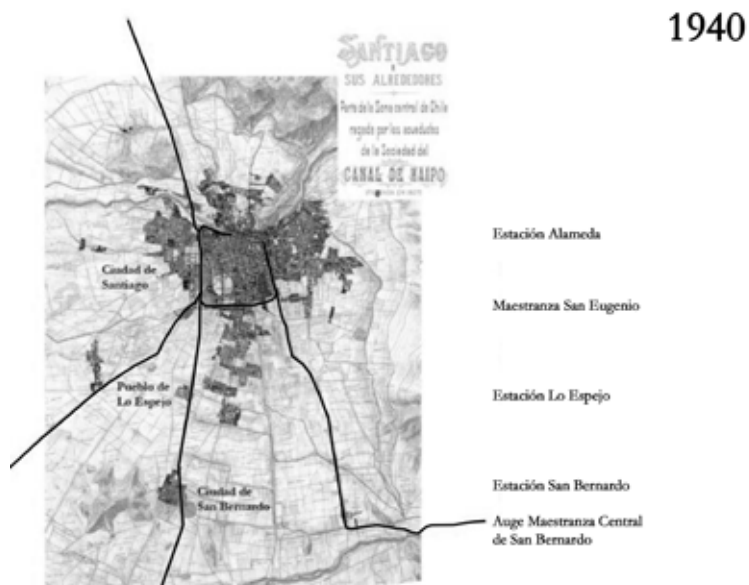 1940
SANTIAGO
Y
SUS ALREDEDORES
Parte de la Zona central de Chile
regada por los acueductos
de la Sociedad del
CANAL DE MAIPO
Estación Alameda
Ciudad de
Santiago
Maestranza San Eugenio
Pueblo de
Lo Espejo
Estación Lo Espejo
Estación San Bernardo
Ciudad de
San Bernardo
Auge Maestranza Central
de San Bernardo